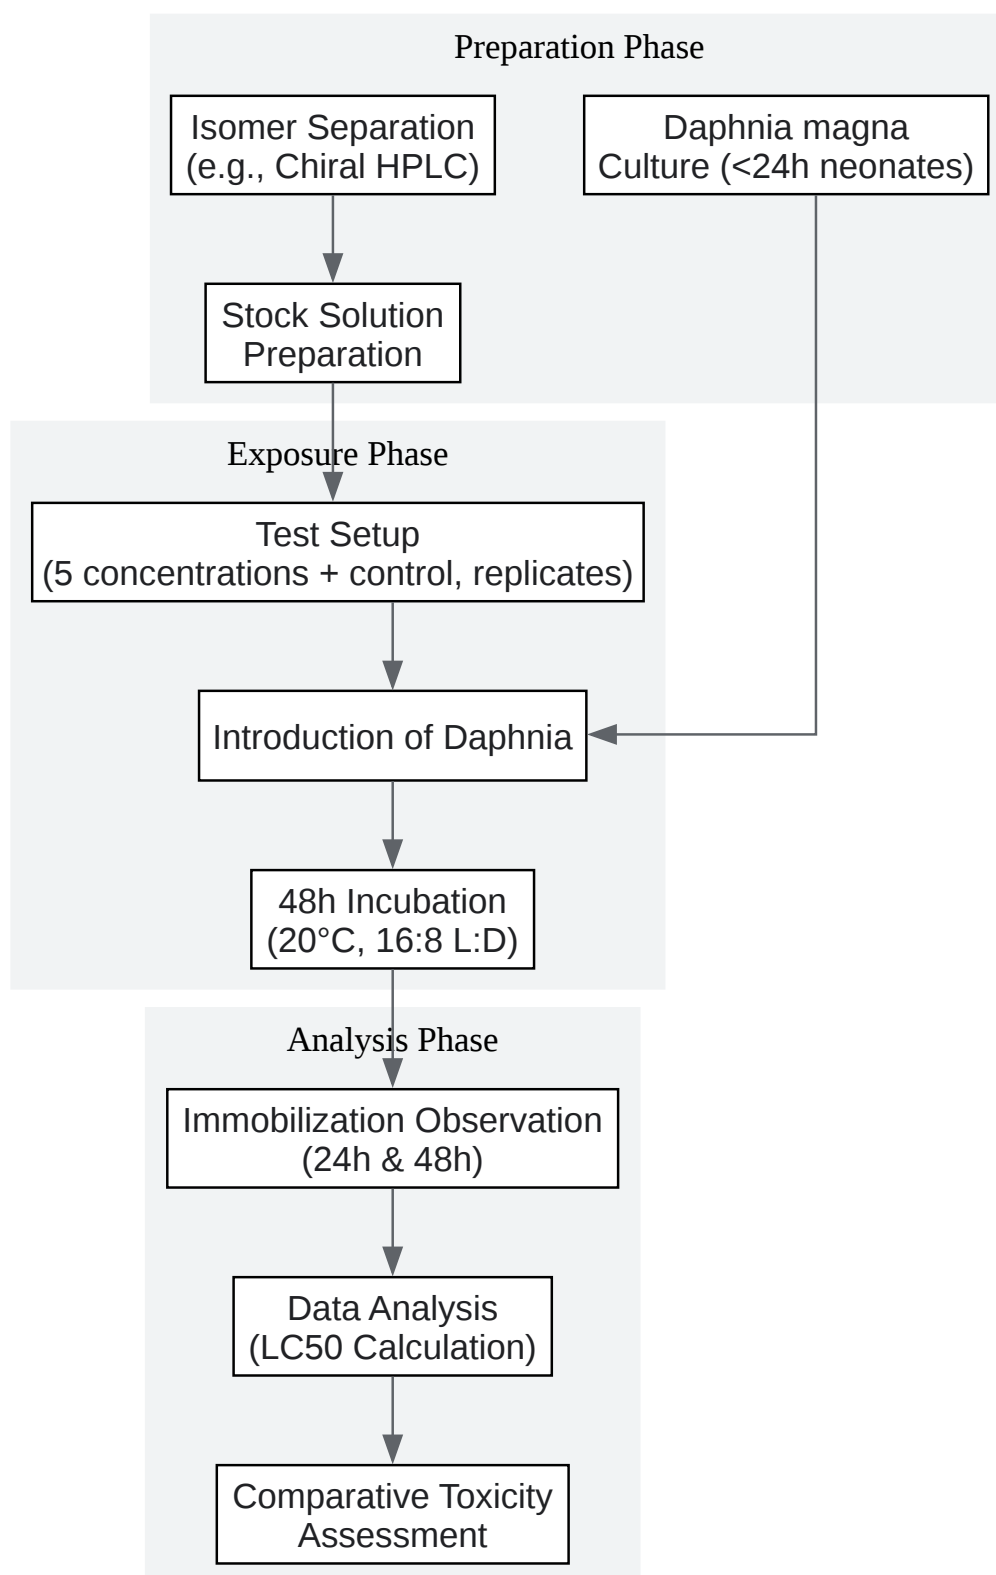 Preparation Phase
Isomer Separation
(e.g., Chiral HPLC)
Daphnia magna
Culture (<24h neonates)
Stock Solution
Preparation
Exposure Phase
Test Setup
(5 concentrations + control, replicates)
Introduction of Daphnia
48h Incubation
(20°C, 16:8 L:D)
Analysis Phase
Immobilization Observation
(24h & 48h)
Data Analysis
(LC50 Calculation)
Comparative Toxicity
Assessment